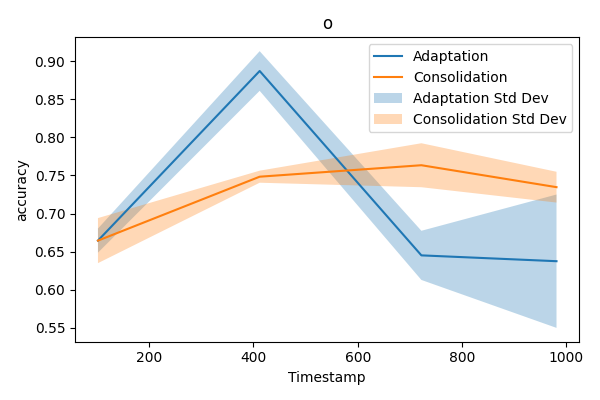 o
Adaptation
Consolidation
Adaptation Std Dev
Consolidation Std Dev
accuracy
0.90
0.85
0.80
0.75
0.70
0.65
0.60
0.55
200
400
600
800
1000
Timestamp